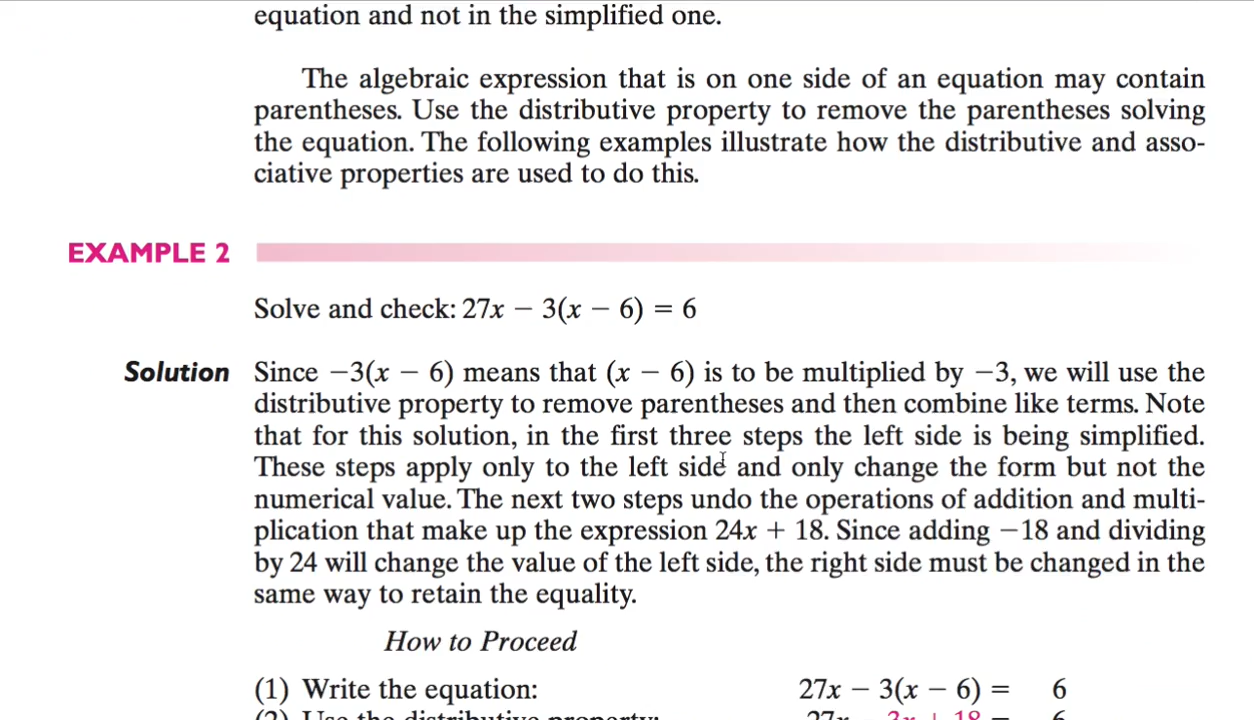 equation and not in the simplified one.
The algebraic expression that is on one side of an equation may contain
parentheses. Use the distributive property to remove the parentheses solving
the equation. The following examples illustrate how the distributive and asso-
ciative properties are used to do this.
EXAMPLE 2
Solve and check: 27x − 3(x − 6) = 6
Solution Since −3(x − 6) means that (x − 6) is to be multiplied by −3, we will use the
distributive property to remove parentheses and then combine like terms. Note
that for this solution, in the first three steps the left side is being simplified.
These steps apply only to the left side and only change the form but not the
numerical value. The next two steps undo the operations of addition and multi-
plication that make up the expression 24x + 18. Since adding −18 and dividing
by 24 will change the value of the left side, the right side must be changed in the
same way to retain the equality.
How to Proceed
(1) Write the equation: 27x − 3(x − 6) = 6
(2) Use the distributive property: 27x − 3x + 18 = 6